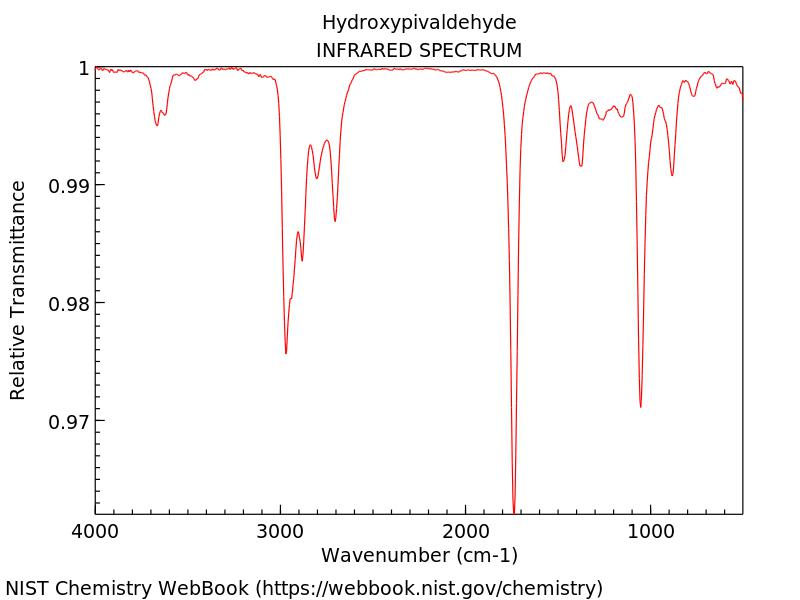 Hydroxypivaldehyde
INFRARED SPECTRUM
1
0.99
0.98
0.97
Relative Transmittance
4000 3000 2000 1000
Wavenumber (cm-1)
NIST Chemistry WebBook (https://webbook.nist.gov/chemistry)